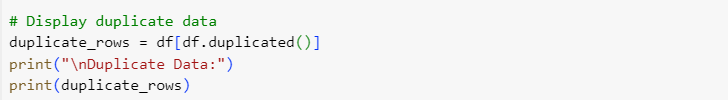 # Display duplicate data
duplicate_rows = df[df.duplicated()]
print("\nDuplicate Data:")
print(duplicate_rows)